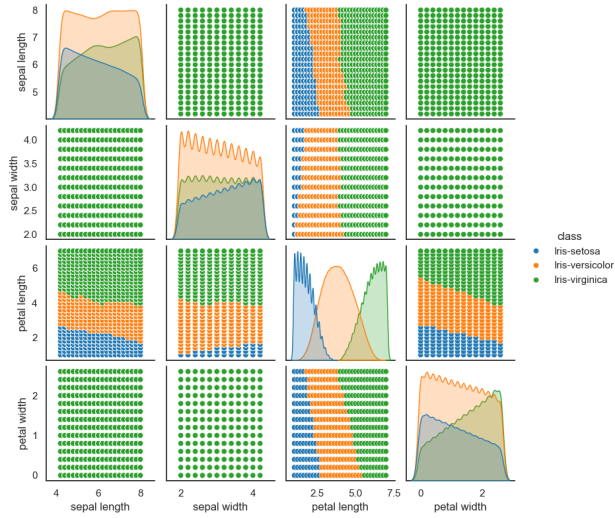 8
7
6
5
sepal length
4.0
3.5
3.0
2.5
2.0
sepal width
class
Iris-setosa
Iris-versicolor
Iris-virginica
6
4
2
petal length
2
1
0
petal width
4 6 8
2 4
2.5 5.0 7.5
0 2
sepal length sepal width petal length petal width